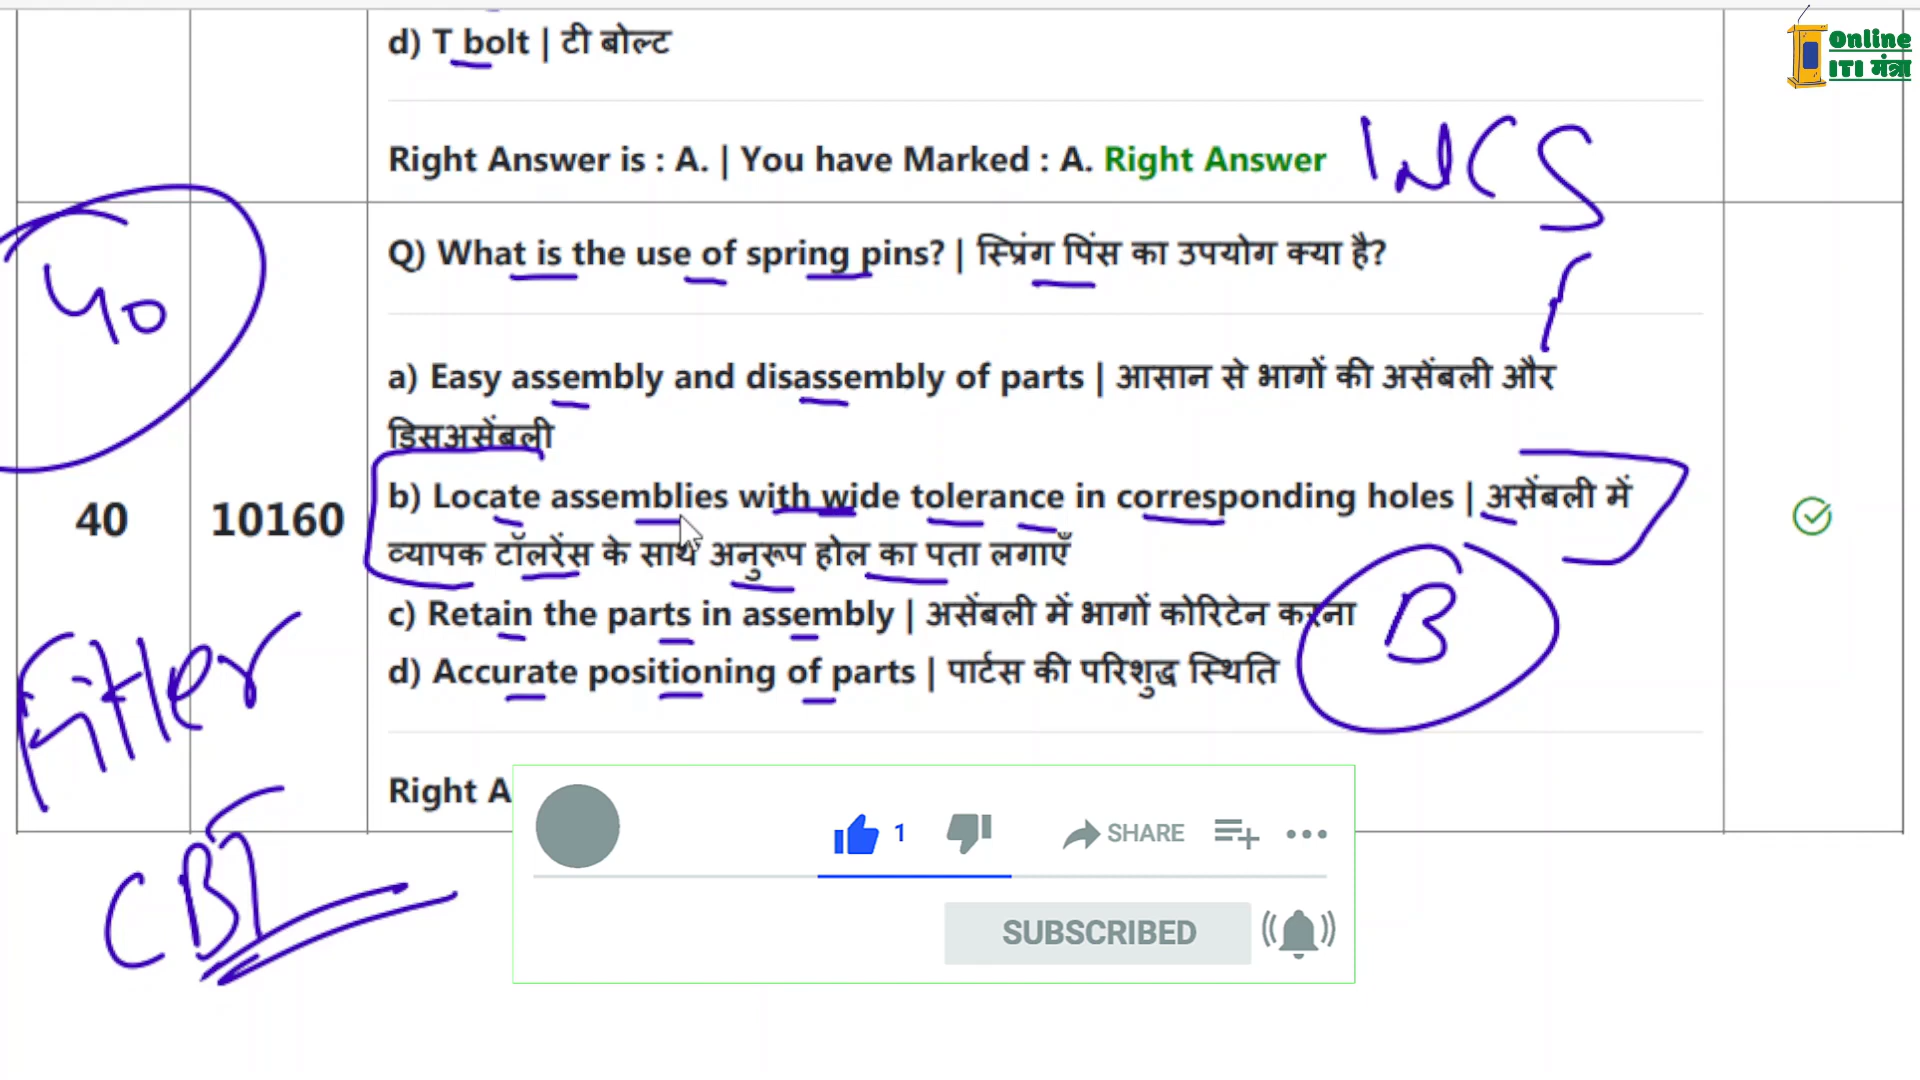 d) T bolt | टी बोल्ट
Online
ITI मंत्रा
Right Answer is : A. | You have Marked : A. Right Answer
40
Q) What is the use of spring pins? | स्प्रिंग पिंस का उपयोग क्या है?
a) Easy assembly and disassembly of parts | आसान से भागों की असेंबली और
डिसअसेंबली
40
10160
b) Locate assemblies with wide tolerance in corresponding holes | असेंबली में
व्यापक टॉलरेंस के साथ अनुरूप होल का पता लगाएँ
c) Retain the parts in assembly | असेंबली में भागों कोरिटेन करना
B
d) Accurate positioning of parts | पार्टस की परिशुद्ध स्थिति
Fitter
Right A
1
SHARE
CBT
SUBSCRIBED